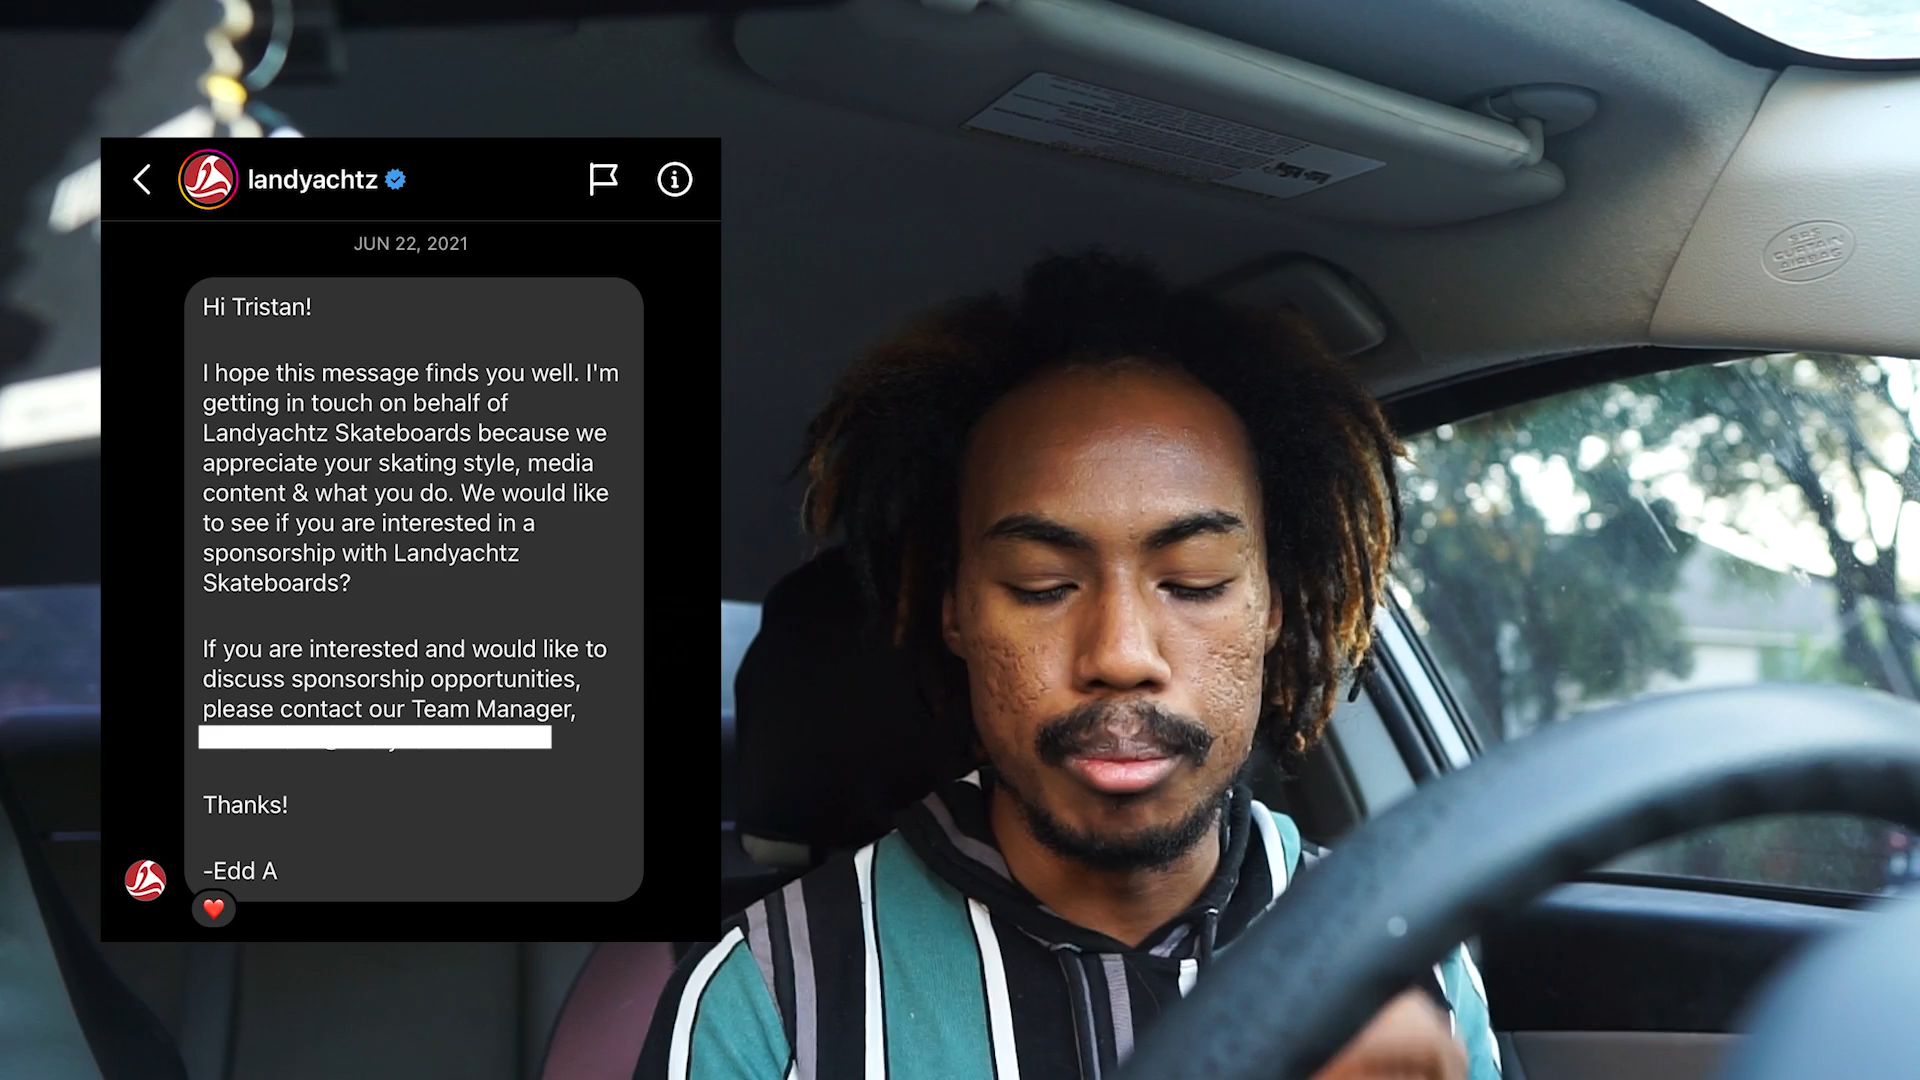 landyachtz
JUN 22, 2021
Hi Tristan!
I hope this message finds you well. I'm
getting in touch on behalf of
Landyachtz Skateboards because we
appreciate your skating style, media
content & what you do. We would like
to see if you are interested in a
sponsorship with Landyachtz
Skateboards?
If you are interested and would like to
discuss sponsorship opportunities,
please contact our Team Manager,
Thanks!
-Edd A
SRS
CURTAIN
AIRBAG